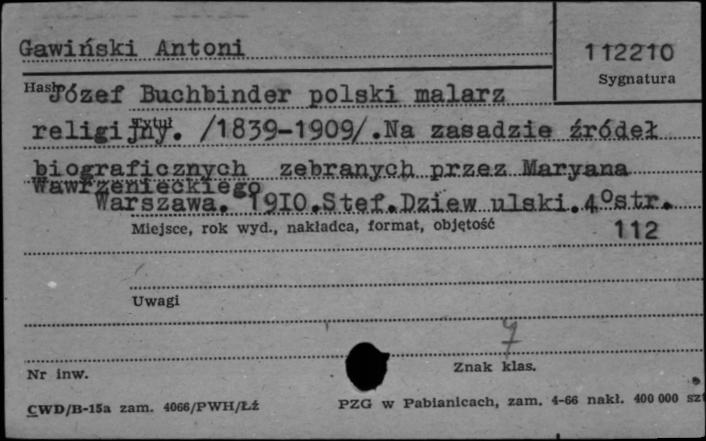 Gawiński Antoni
112210
Sygnatura
Hasło
Józef Buchbinder polski malarz
Tytuł
religijny. /1839-1909/.Na zasadzie źródeł
biograficznych zebranych przez Maryana
Wawrzenieckiego
Warszawa. 1910.Stef.Dziew ulski.4°str.
Miejsce, rok wyd., nakładca, format, objętość
112
Uwagi
7
Nr inw.
Znak klas.
CWD/B-15a zam. 4066/PWH/Łź
PZG w Pabianicach, zam. 4-66 nakł. 400 000 szt